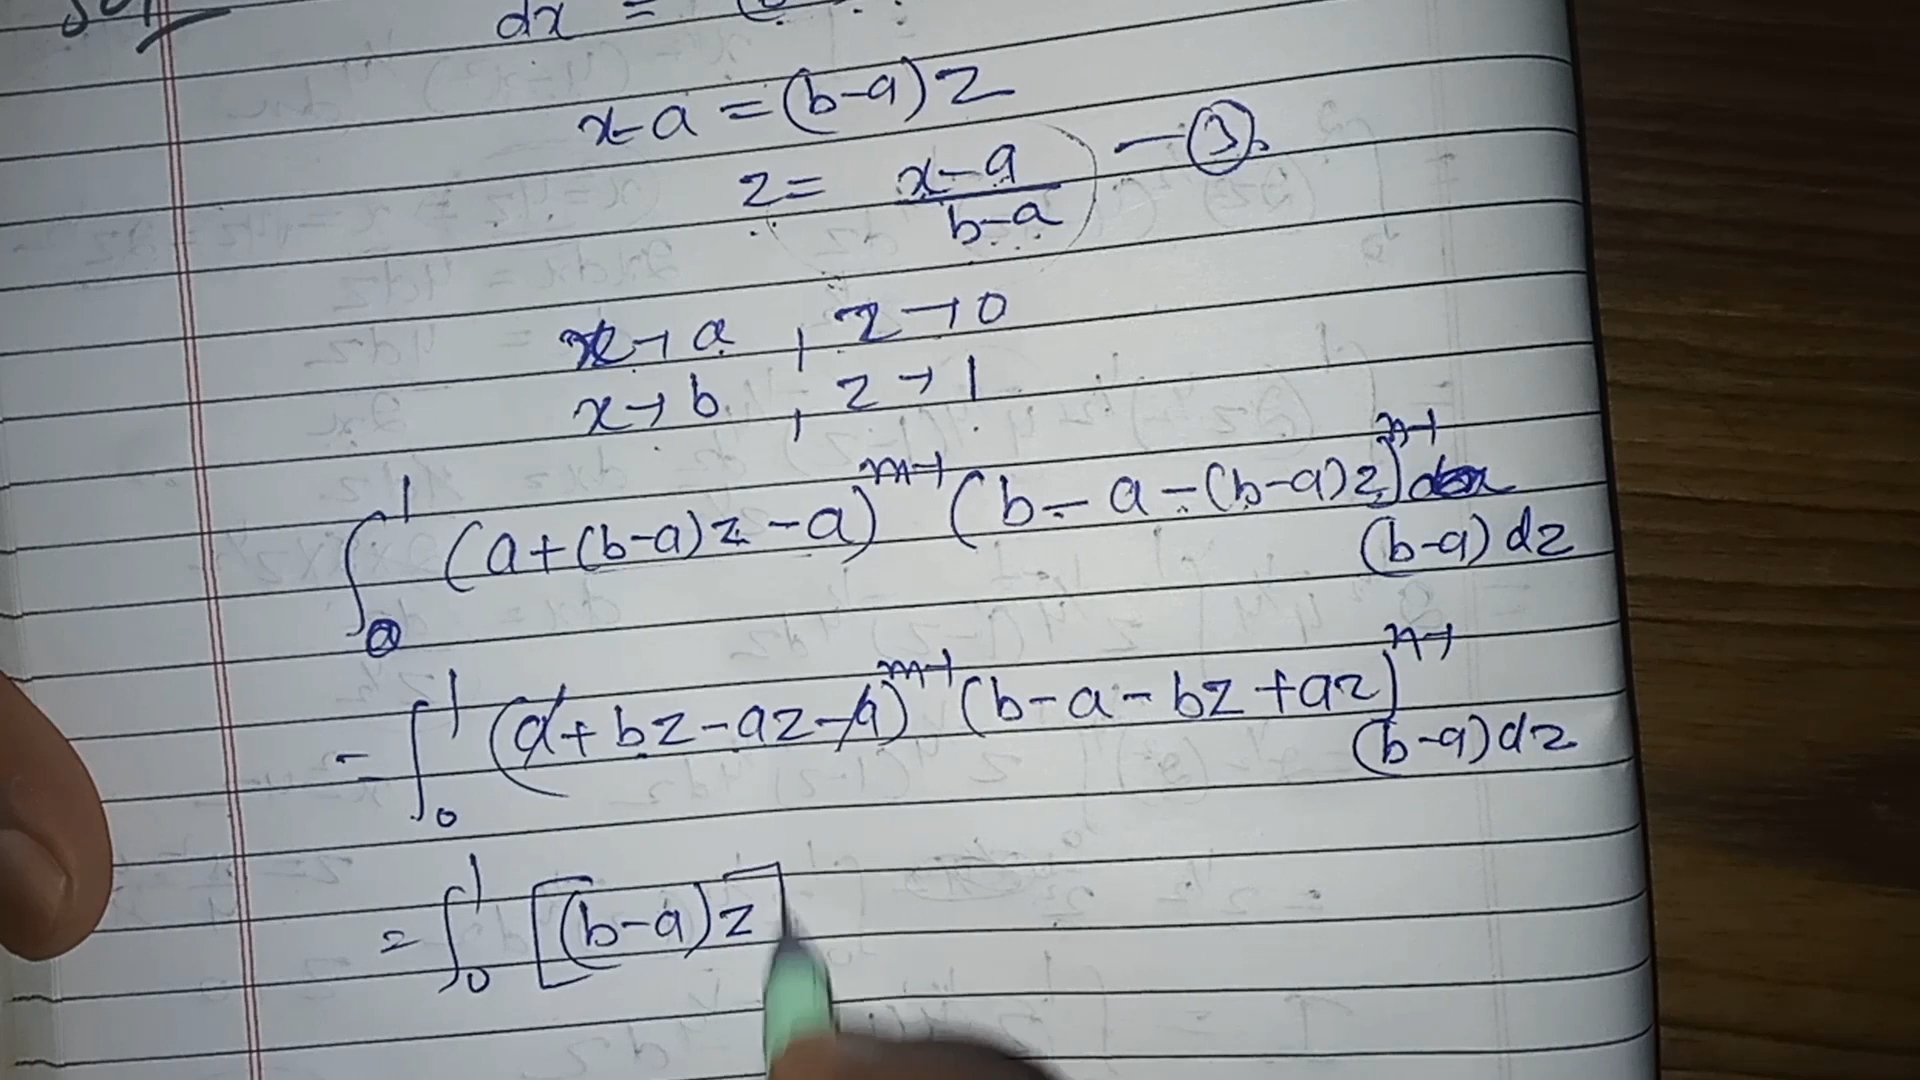 dx =
x-a = (b-a) z
z = x-a / b-a — ③.
x→a , z→0
x→b , z→1
∫₀¹ (a+(b-a)z-a)^m-1 (b-a-(b-a)z)^n-1
(b-a) dz
= ∫₀¹ (a+bz-az-a)^m-1 (b-a-bz+az)^n-1
(b-a) dz
= ∫₀¹ [(b-a)z]